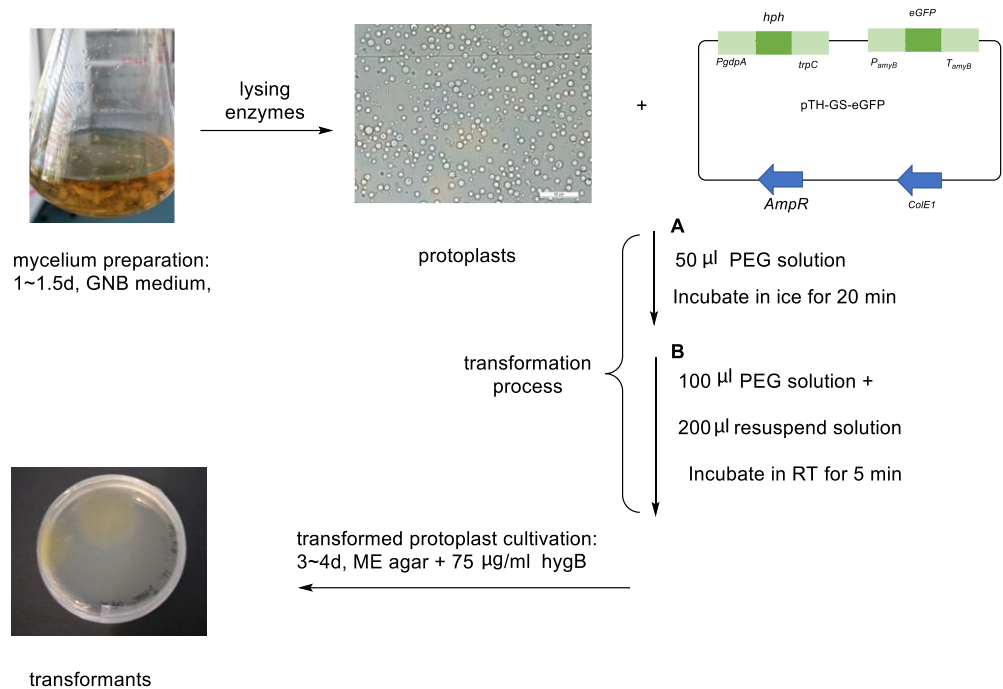 lysing
enzymes
mycelium preparation:
1~1.5d, GNB medium,
protoplasts
+
hph
eGFP
PgdpA
trpC
PamyB
TamyB
pTH-GS-eGFP
AmpR
ColE1
transformation
process
A
50 µl PEG solution
Incubate in ice for 20 min
B
100 µl PEG solution +
200 µl resuspend solution
Incubate in RT for 5 min
transformed protoplast cultivation:
3~4d, ME agar + 75 µg/ml hygB
transformants